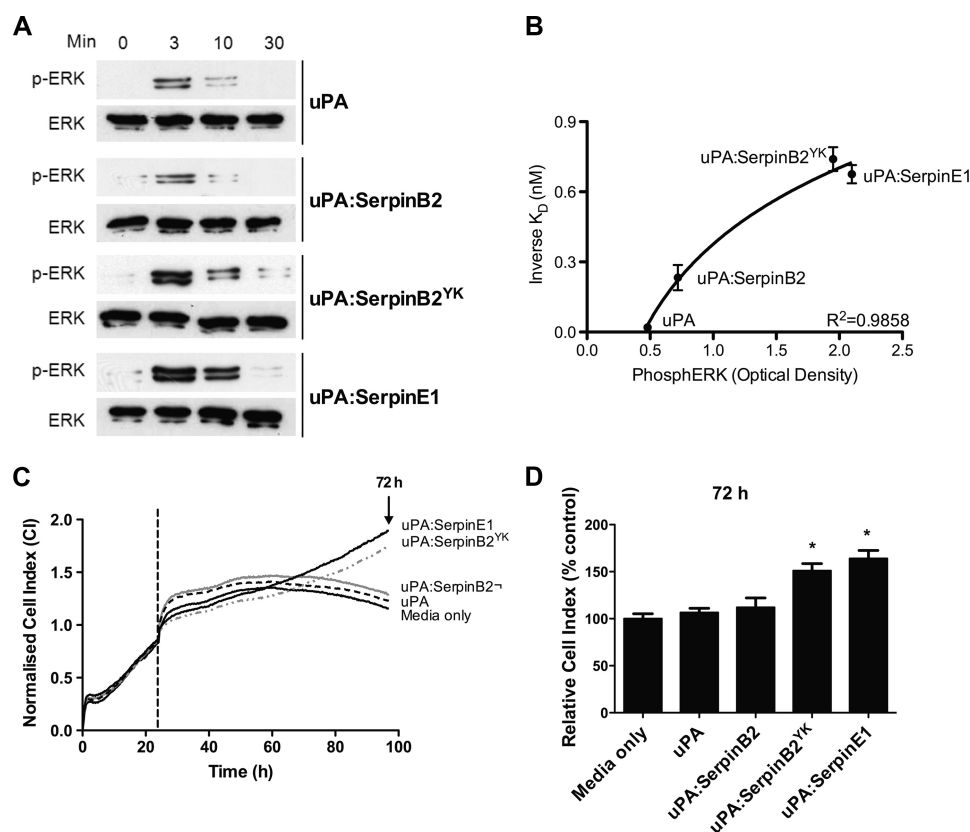 A
Min 0 3 10 30
p-ERK
ERK
uPA
p-ERK
ERK
uPA:SerpinB2
p-ERK
ERK
uPA:SerpinB2YK
p-ERK
ERK
uPA:SerpinE1
B
Inverse KD (nM)
0.9
0.6
0.3
0.0
uPA:SerpinB2YK
uPA:SerpinE1
uPA:SerpinB2
uPA
R2=0.9858
0.0 0.5 1.0 1.5 2.0 2.5
PhosphERK (Optical Density)
C
Normalised Cell Index (CI)
2.0
1.5
1.0
0.5
0.0
72 h
uPA:SerpinE1
uPA:SerpinB2YK
uPA:SerpinB2¬
uPA
Media only
0 20 40 60 80 100
Time (h)
D
72 h
Relative Cell Index (% control)
200
150
100
50
0
* *
Media only
uPA
uPA:SerpinB2
uPA:SerpinB2YK
uPA:SerpinE1